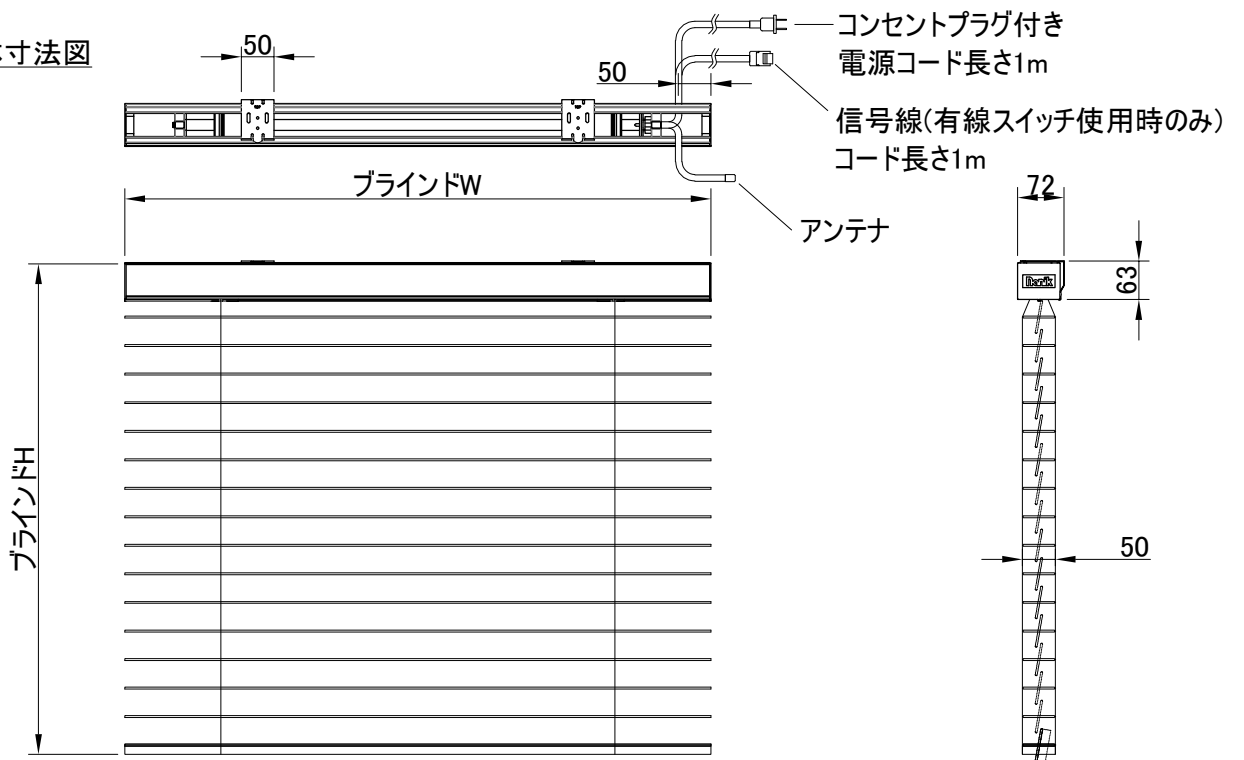 寸法図
50
50
コンセントプラグ付き
電源コード長さ1m
信号線(有線スイッチ使用時のみ)
コード長さ1m
アンテナ
ブラインドW
72
63
ブラインドH
50